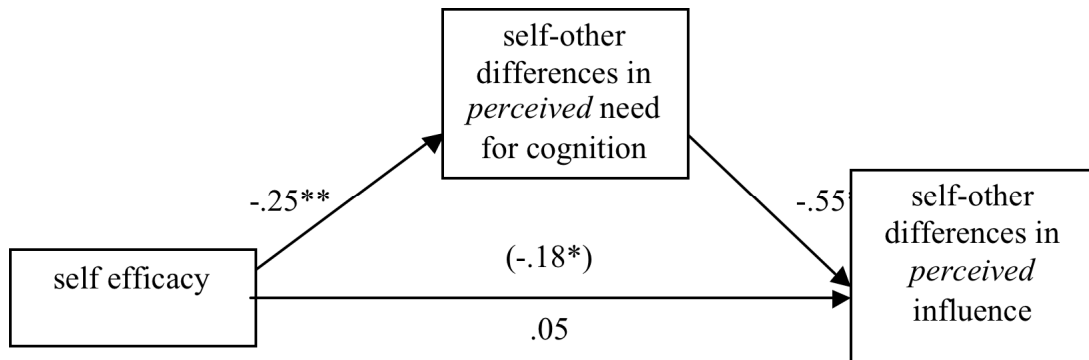 self-other
differences in
perceived need
for cognition
-.25**
-.55*
self-other
differences in
perceived
influence
(-.18*)
self efficacy
.05